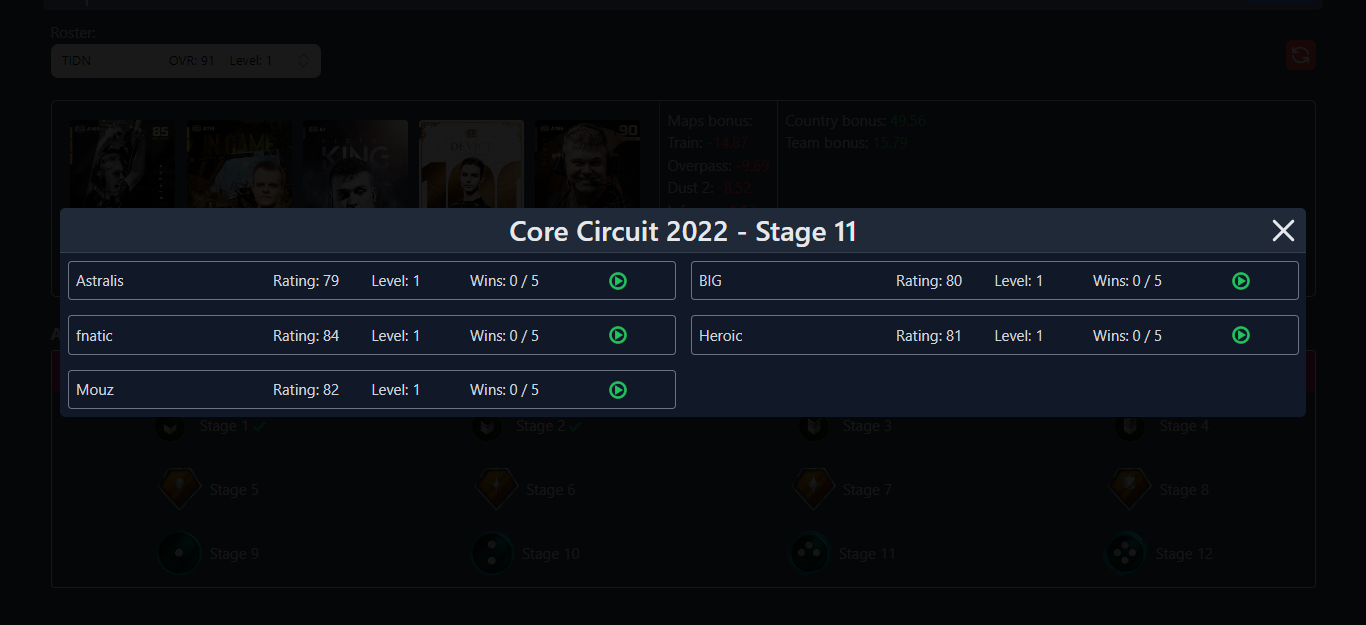 Roster:
TIDN OVR: 91 Level: 1
85
90
KING
Maps bonus:
Train: -14.87
Overpass: -9.69
Dust 2: -8.52
Country bonus: 49.56
Team bonus: 15.79
Core Circuit 2022 - Stage 11
Astralis Rating: 79 Level: 1 Wins: 0 / 5
BIG Rating: 80 Level: 1 Wins: 0 / 5
fnatic Rating: 84 Level: 1 Wins: 0 / 5
Heroic Rating: 81 Level: 1 Wins: 0 / 5
Mouz Rating: 82 Level: 1 Wins: 0 / 5
Stage 1 Stage 2 Stage 3 Stage 4
Stage 5 Stage 6 Stage 7 Stage 8
Stage 9 Stage 10 Stage 11 Stage 12